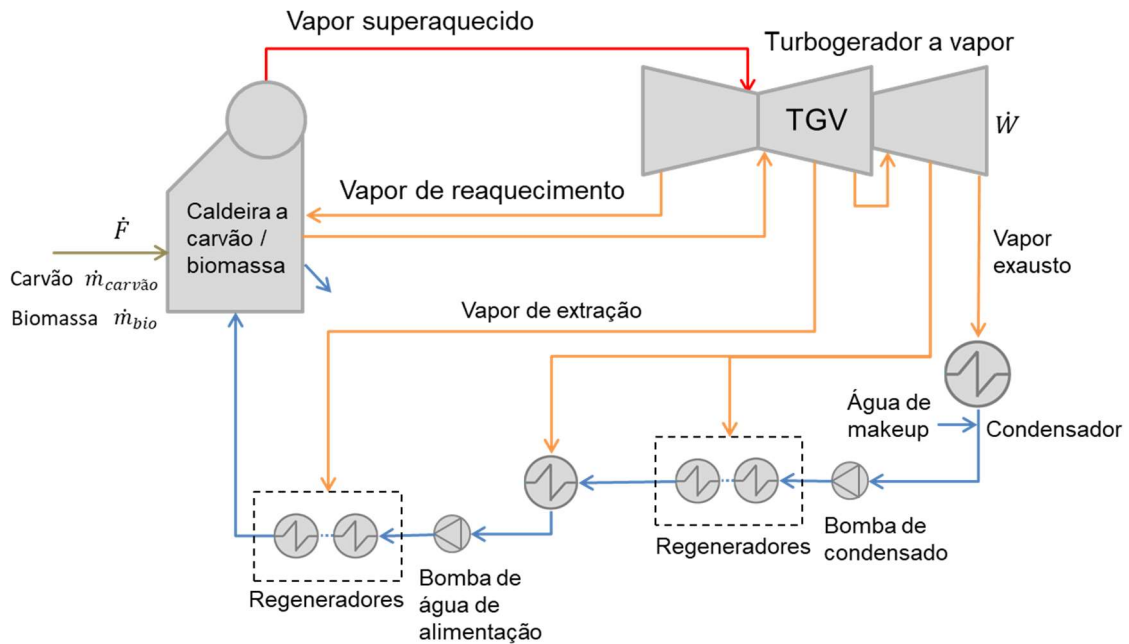 Vapor superaquecido
Turbogerador a vapor
TGV
Ẇ
Vapor de reaquecimento
Caldeira a
carvão /
biomassa
Ḟ
Carvão ṁcarvão
Biomassa ṁbio
Vapor
exausto
Vapor de extração
Água de
makeup
Condensador
Regeneradores
Bomba de
condensado
Regeneradores
Bomba de
água de
alimentação